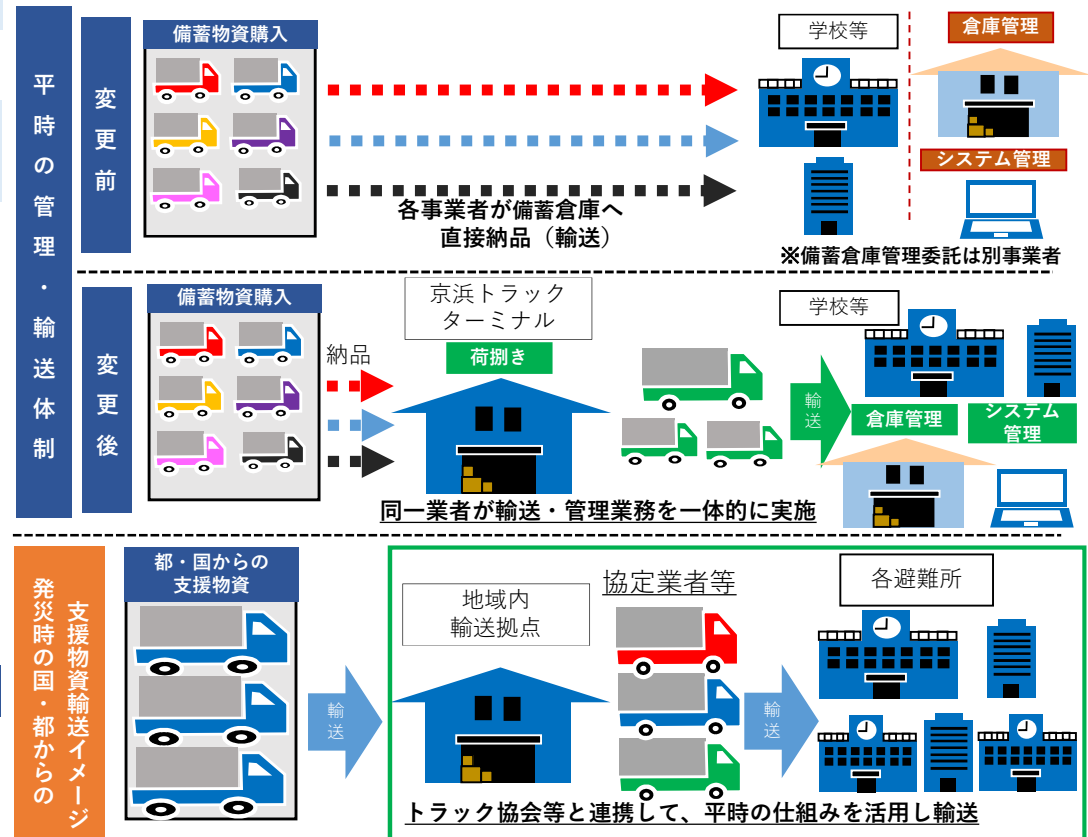 平時の管理・輸送体制
変更前
備蓄物資購入
各事業者が備蓄倉庫へ
直接納品（輸送）
学校等
倉庫管理
システム管理
※備蓄倉庫管理委託は別事業者
変更後
備蓄物資購入
納品
京浜トラック
ターミナル
荷捌き
輸送
学校等
倉庫管理
システム
管理
同一業者が輸送・管理業務を一体的に実施
発災時の国・都からの
支援物資輸送イメージ
都・国からの
支援物資
輸送
地域内
輸送拠点
協定業者等
輸送
各避難所
トラック協会等と連携して、平時の仕組みを活用し輸送